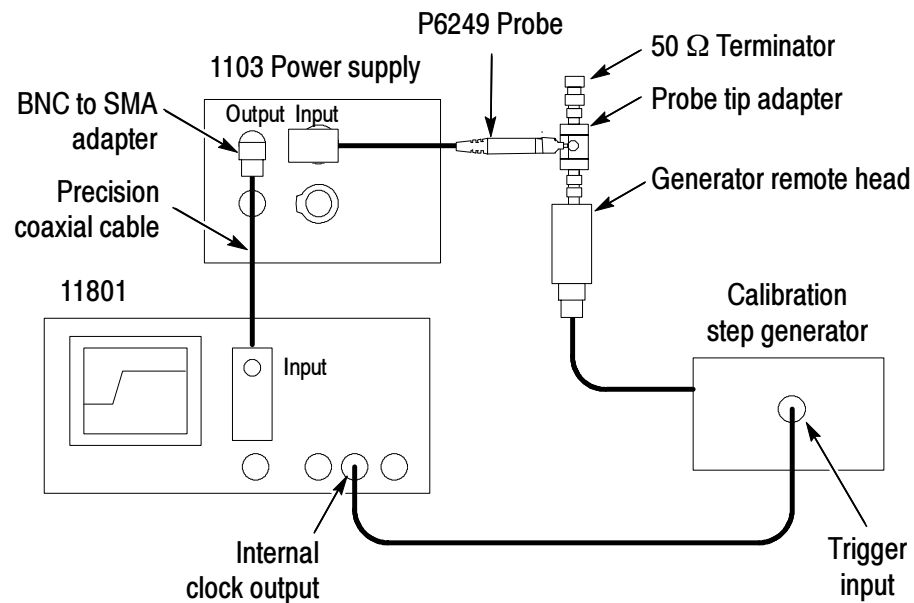 P6249 Probe
50 Ω Terminator
1103 Power supply
BNC to SMA
adapter
Output
Input
Probe tip adapter
Precision
coaxial cable
Generator remote head
11801
Calibration
step generator
Input
Internal
clock output
Trigger
input